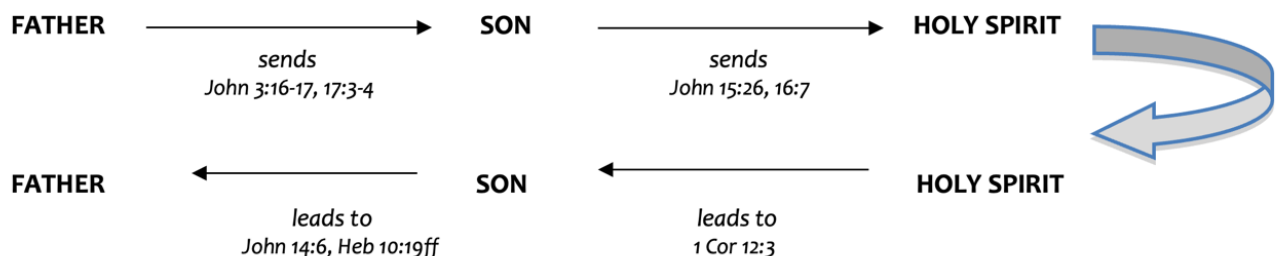 FATHER SON HOLY SPIRIT
sends sends
John 3:16-17, 17:3-4 John 15:26, 16:7
FATHER SON HOLY SPIRIT
leads to leads to
John 14:6, Heb 10:19ff 1 Cor 12:3